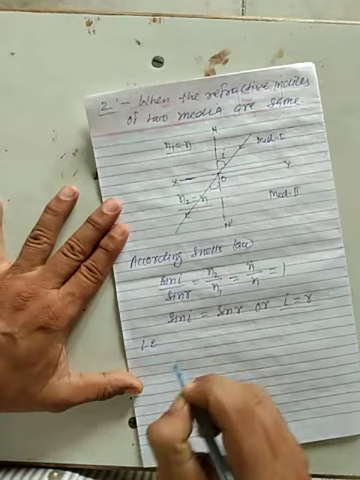 2 :- When the refractive indices
of two media are same.
N
n₁ = n
Med-I
i
X
O
Y
n₂ = n
Med-II
N'
According Snells law
sin i / sin r = n₂ / n₁ = n / n = 1
sin i = sin r or i = r
i.e